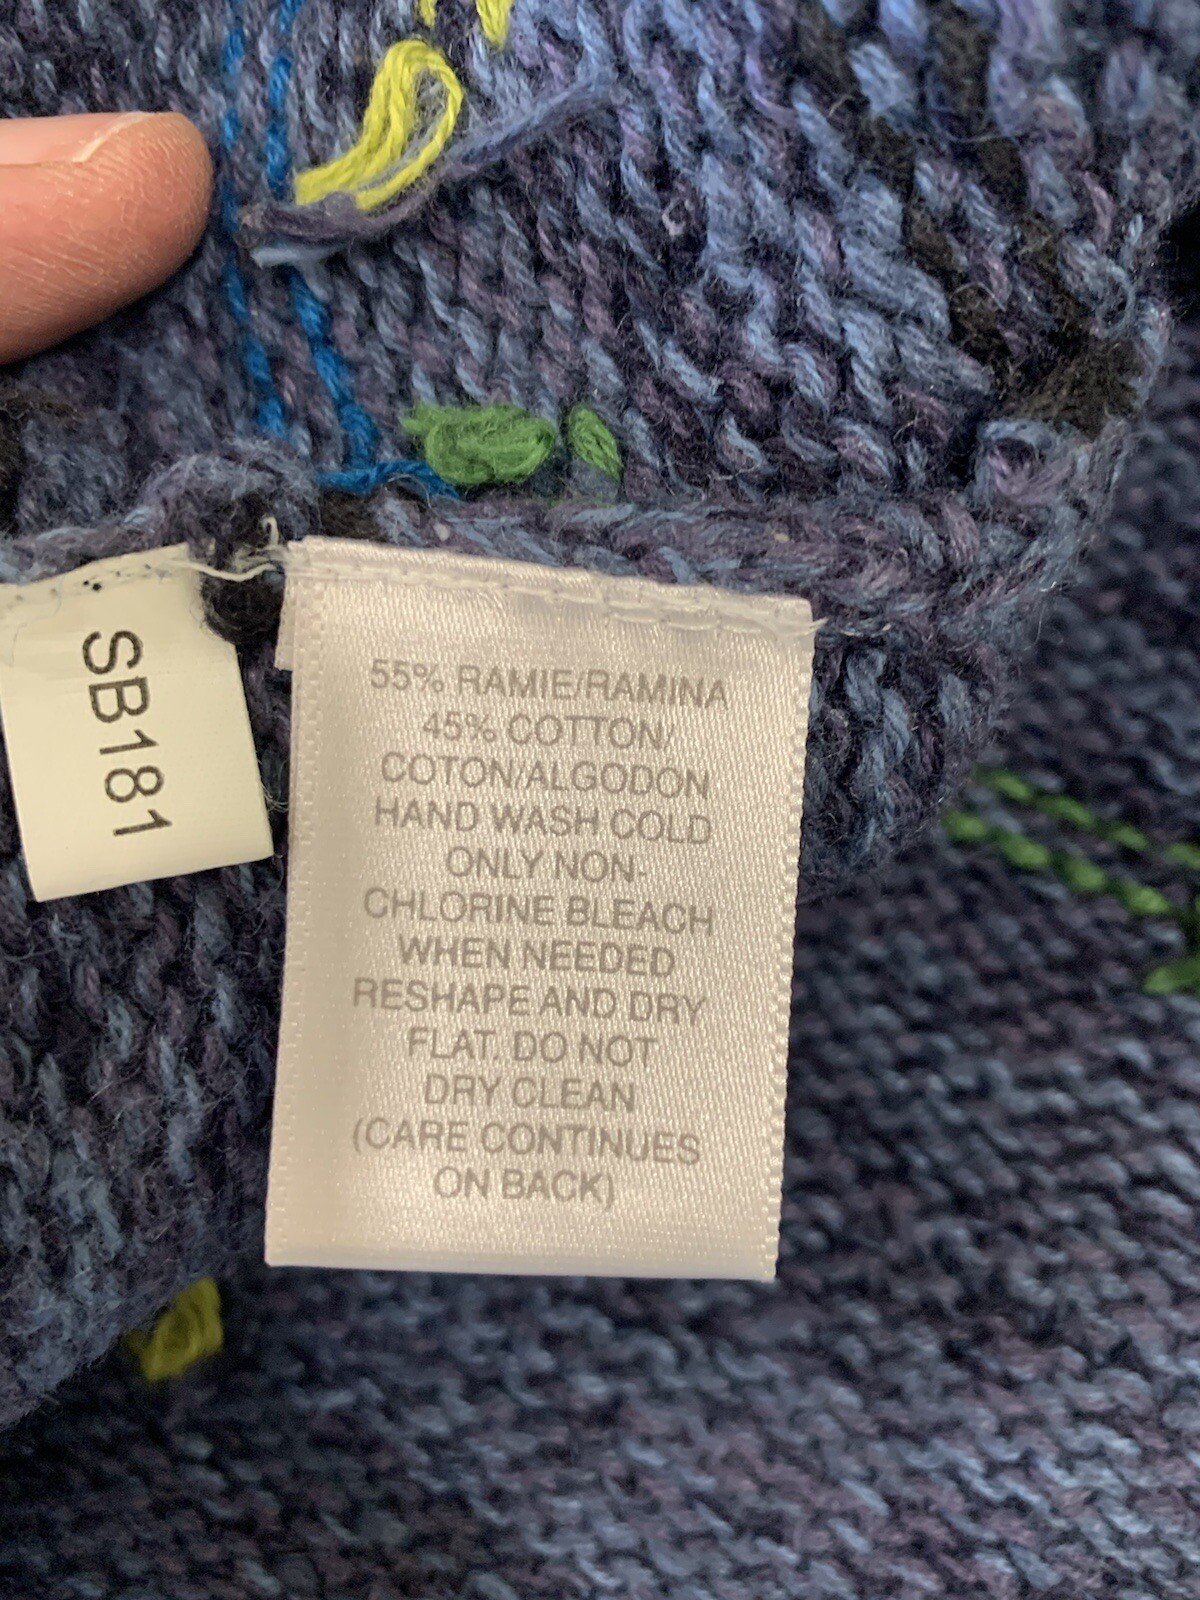 SB181
55% RAMIE/RAMINA
45% COTTON/
COTON/ALGODON
HAND WASH COLD
ONLY NON-
CHLORINE BLEACH
WHEN NEEDED
RESHAPE AND DRY
FLAT. DO NOT
DRY CLEAN
(CARE CONTINUES
ON BACK)